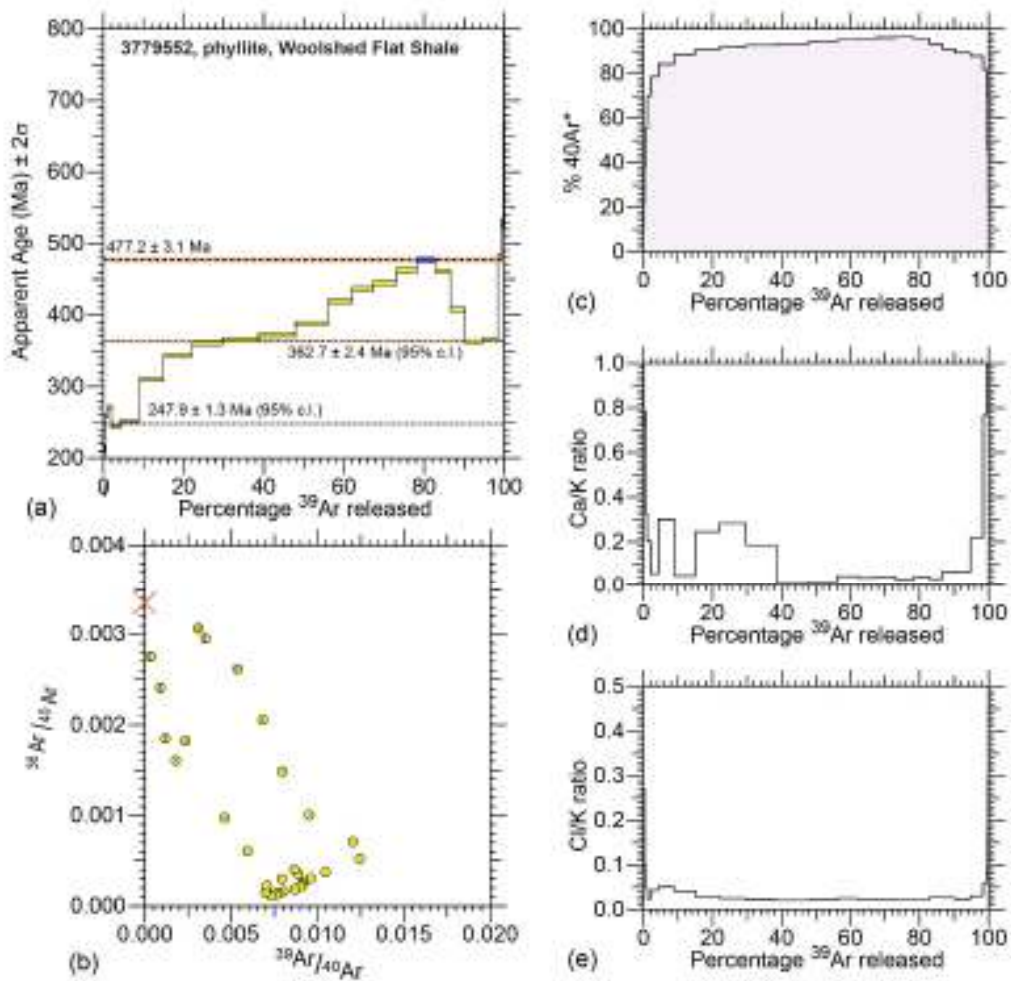 3779552, phyllite, Woolshed Flat Shale
800
700
600
500
400
300
200
Apparent Age (Ma) ± 2σ
477.2 ± 3.1 Ma
362.7 ± 2.4 Ma (95% c.l.)
247.9 ± 1.3 Ma (95% c.l.)
0 20 40 60 80 100
Percentage ³⁹Ar released
(a)
0.004
0.003
0.002
0.001
0.000
³⁶Ar/⁴⁰Ar
0.000 0.005 0.010 0.015 0.020
³⁹Ar/⁴⁰Ar
(b)
100
80
60
40
20
0
% 40Ar*
0 20 40 60 80 100
Percentage ³⁹Ar released
(c)
1.0
0.8
0.6
0.4
0.2
0.0
Ca/K ratio
0 20 40 60 80 100
Percentage ³⁹Ar released
(d)
0.5
0.4
0.3
0.2
0.1
0.0
Cl/K ratio
0 20 40 60 80 100
Percentage ³⁹Ar released
(e)